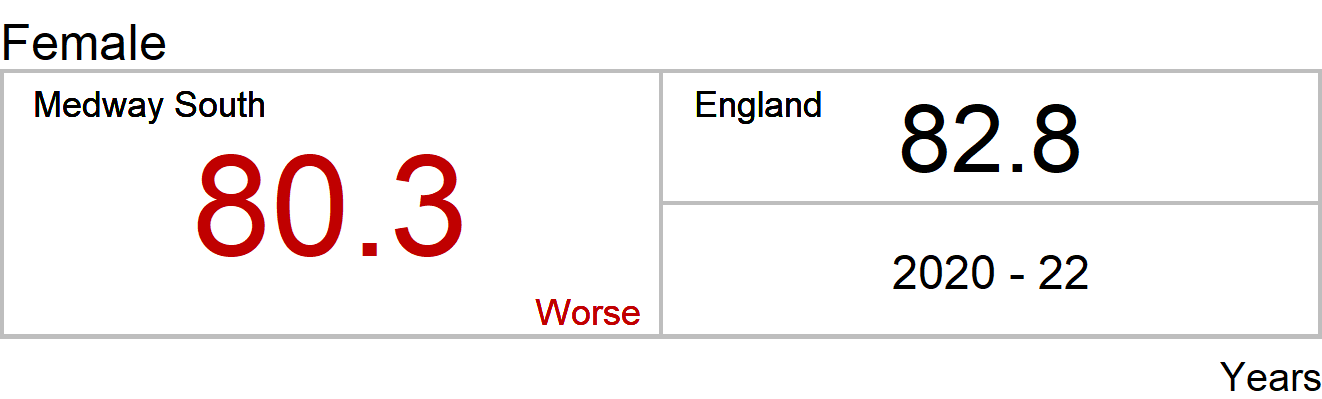 Female
Medway South
80.3
Worse
England
82.8
2020 - 22
Years